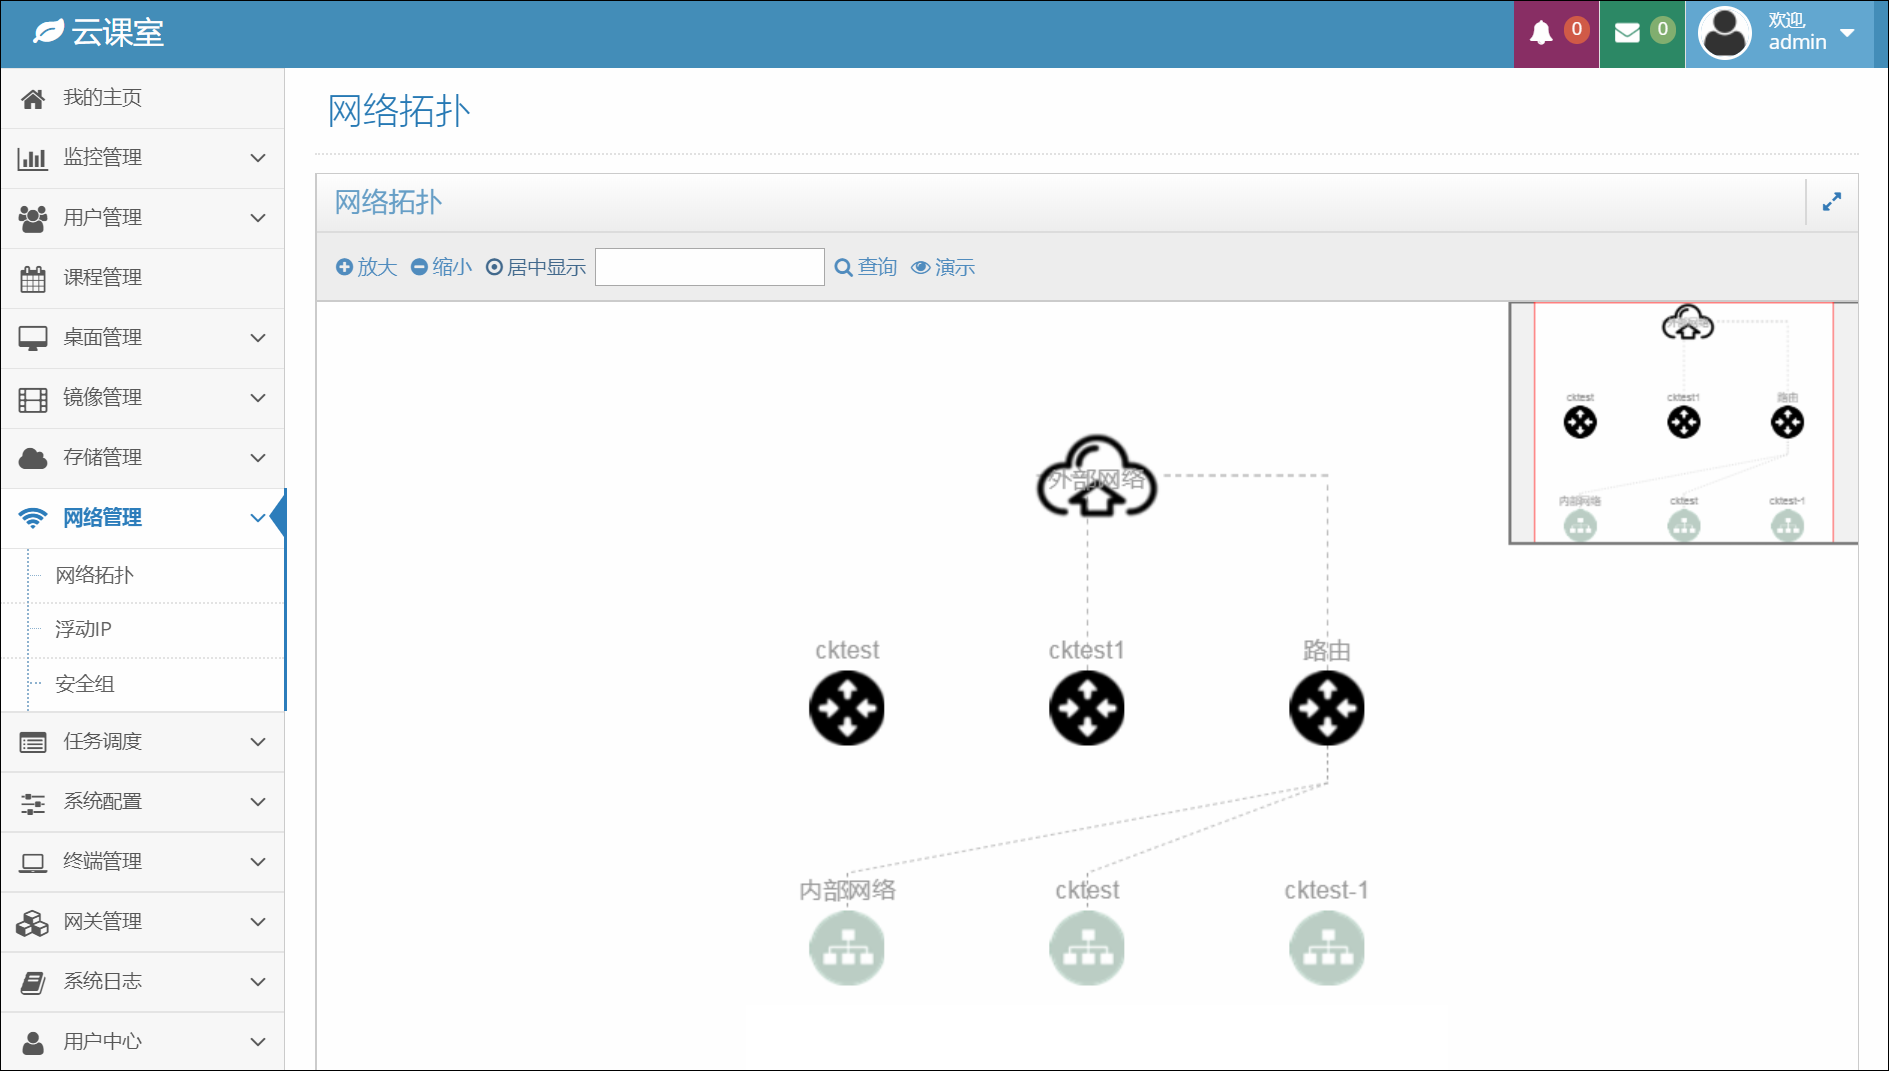 云课室
0
0
欢迎,
admin
我的主页
监控管理
用户管理
课程管理
桌面管理
镜像管理
存储管理
网络管理
网络拓扑
浮动IP
安全组
任务调度
系统配置
终端管理
网关管理
系统日志
用户中心
网络拓扑
网络拓扑
放大 缩小 居中显示 查询 演示
外部网络
cktest cktest1 路由
内部网络 cktest cktest-1
外部网络
cktest cktest1 路由
内部网络 cktest cktest-1